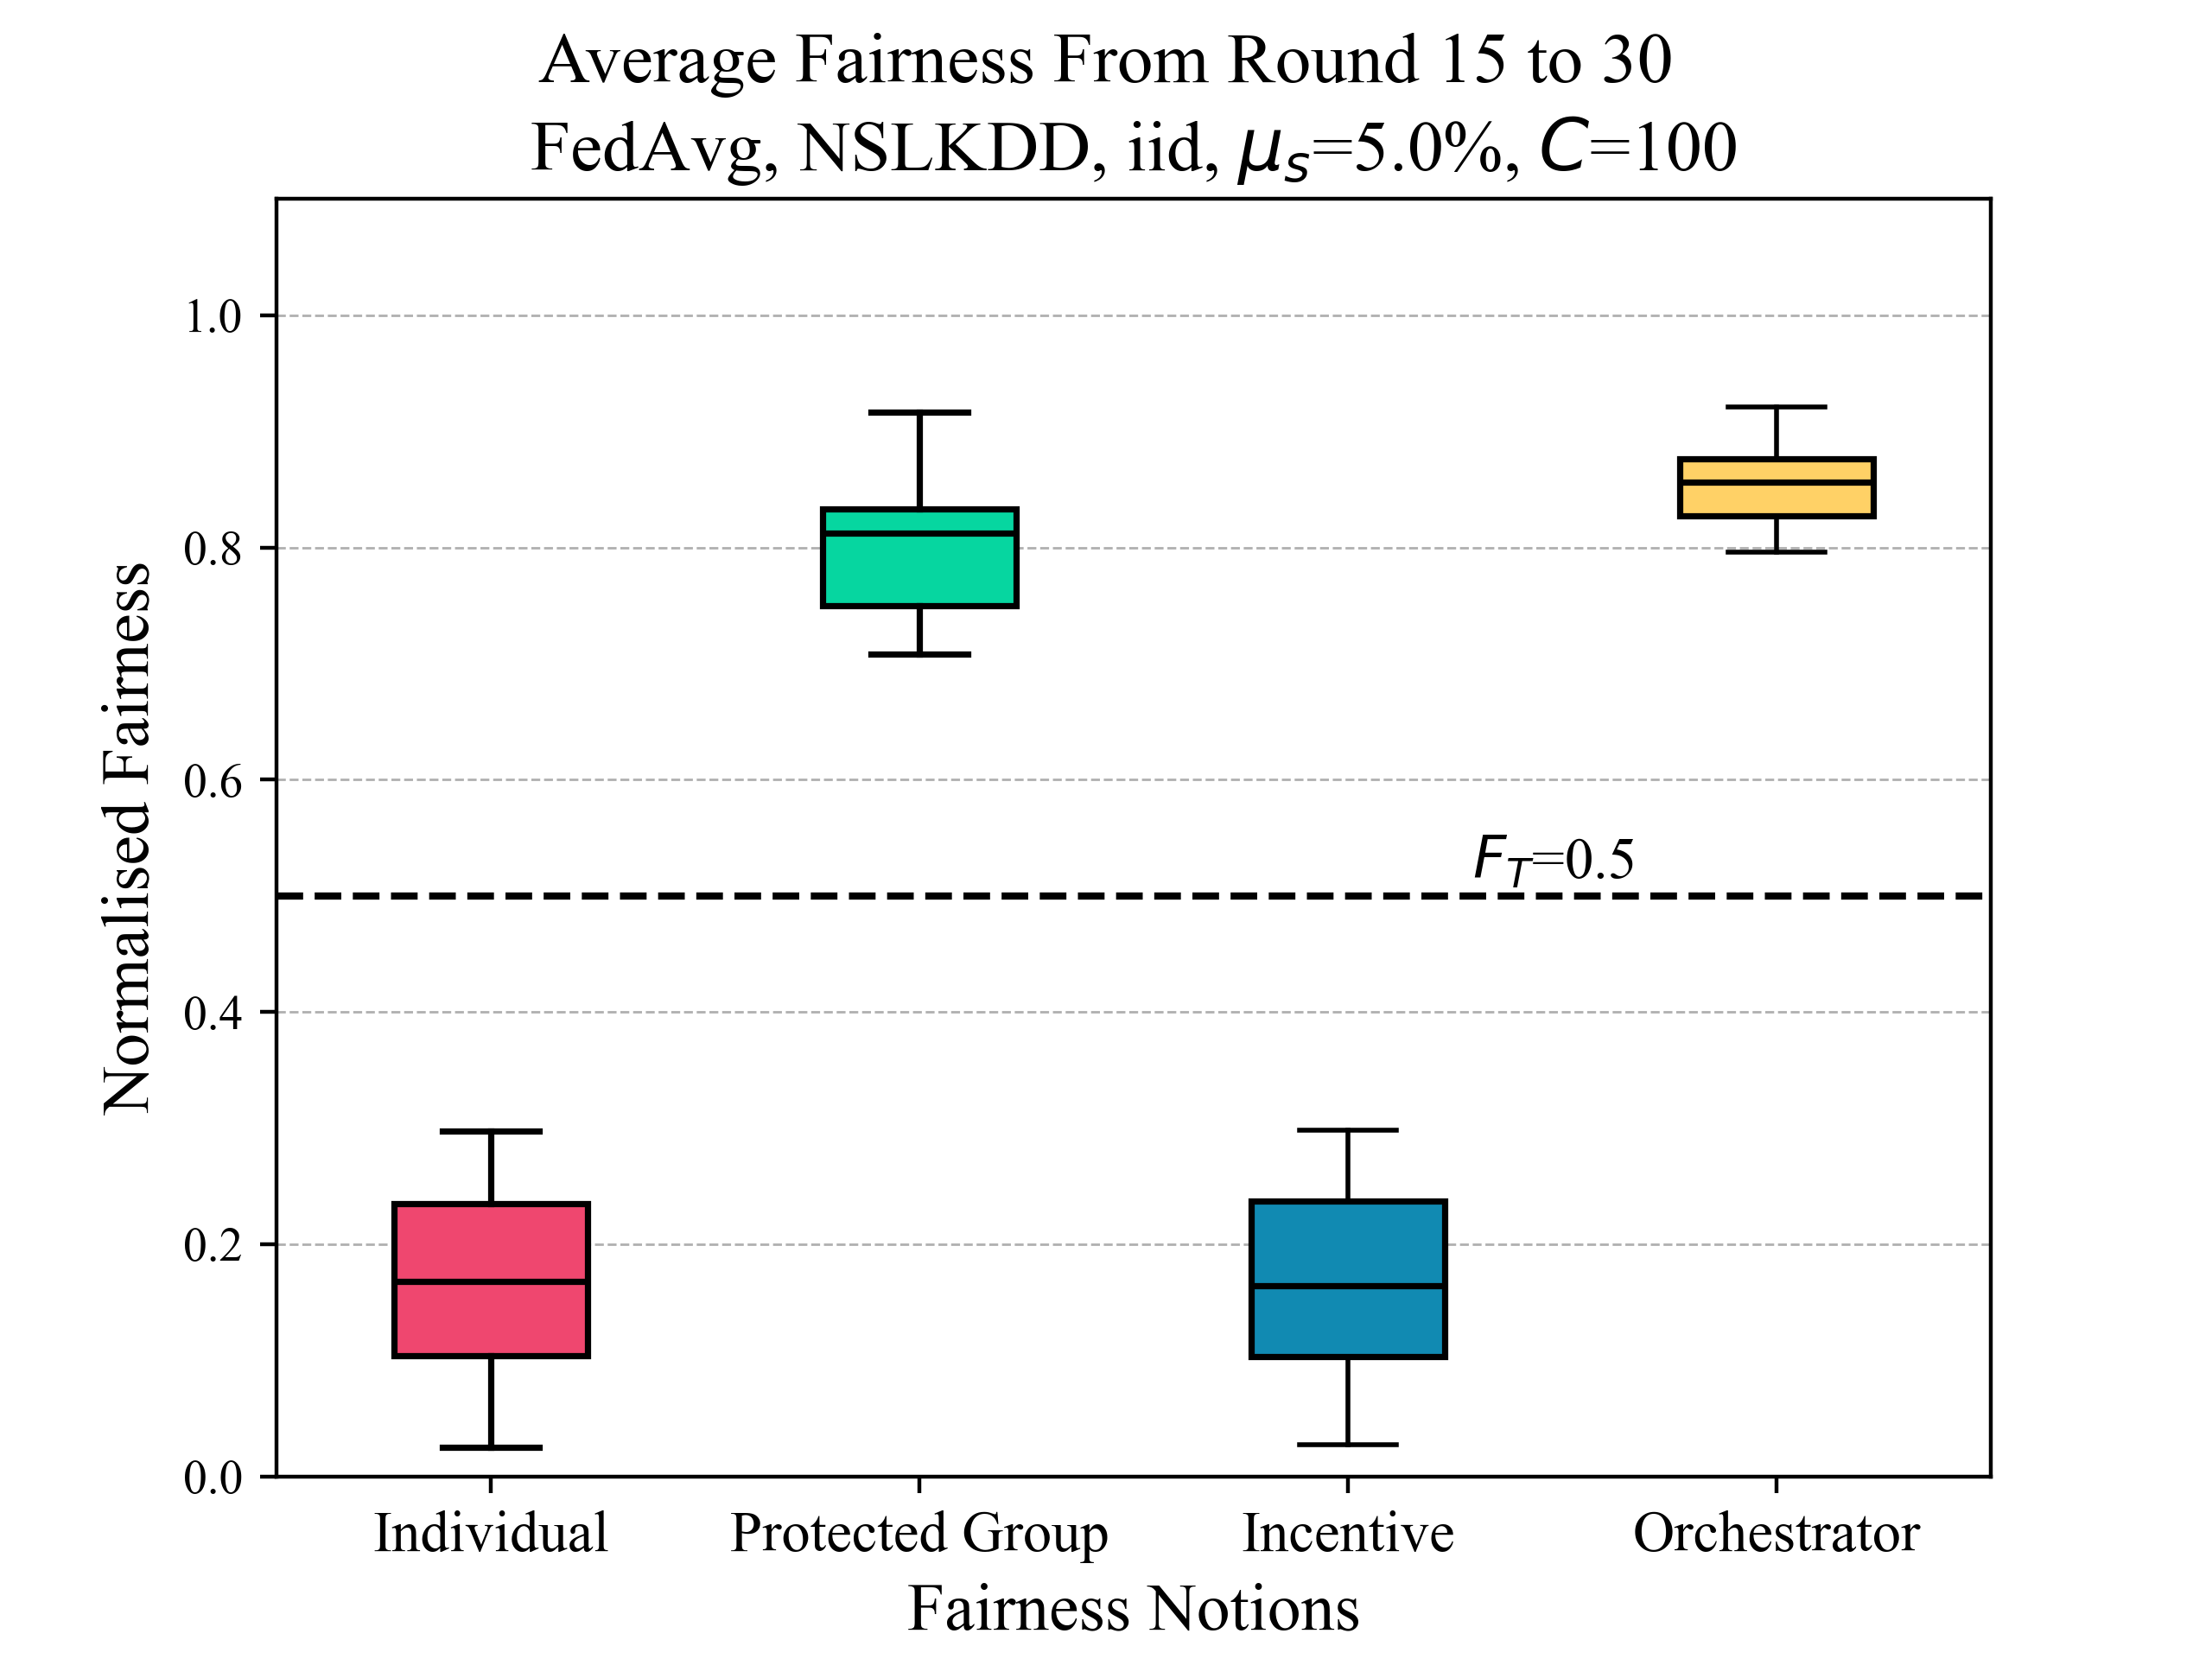 Average Fairness From Round 15 to 30
FedAvg, NSLKDD, iid, μₛ=5.0%, C=100
Normalised Fairness
1.0
0.8
0.6
0.4
0.2
0.0
F_T=0.5
Individual
Protected Group
Incentive
Orchestrator
Fairness Notions